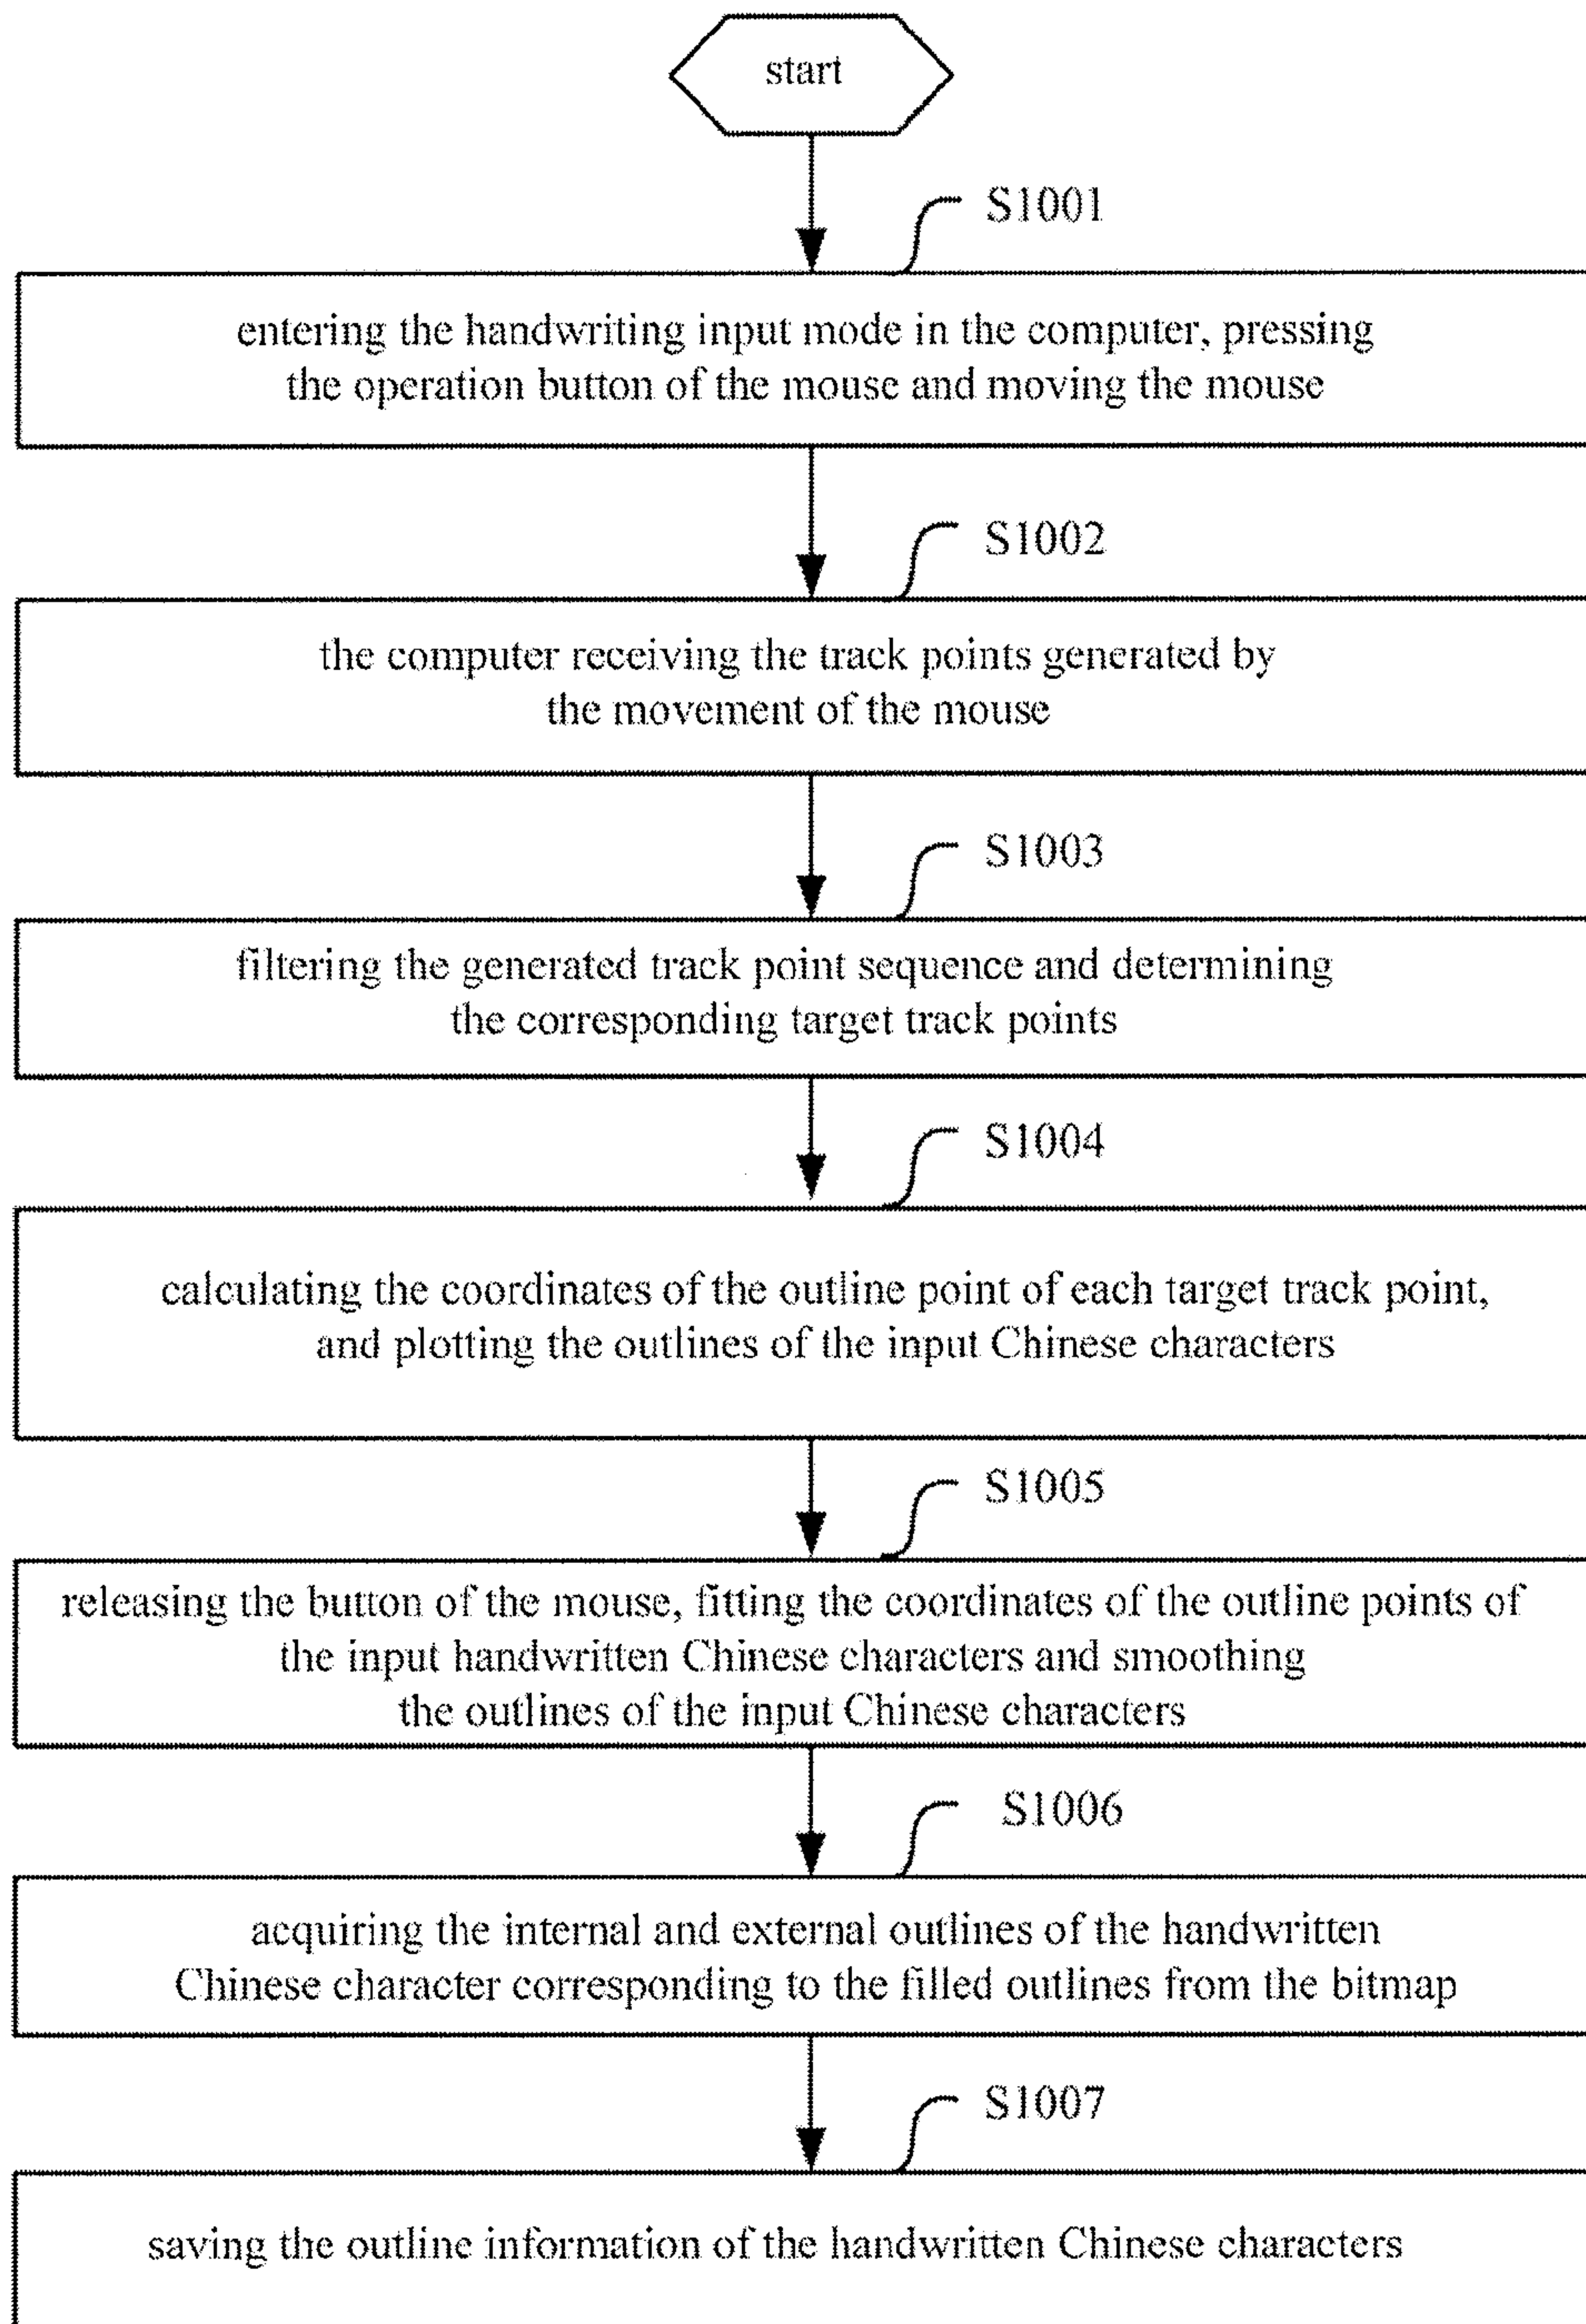 start
S1001
entering the handwriting input mode in the computer, pressing
the operation button of the mouse and moving the mouse
S1002
the computer receiving the track points generated by
the movement of the mouse
S1003
filtering the generated track point sequence and determining
the corresponding target track points
S1004
calculating the coordinates of the outline point of each target track point,
and plotting the outlines of the input Chinese characters
S1005
releasing the button of the mouse, fitting the coordinates of the outline points of
the input handwritten Chinese characters and smoothing
the outlines of the input Chinese characters
S1006
acquiring the internal and external outlines of the handwritten
Chinese character corresponding to the filled outlines from the bitmap
S1007
saving the outline information of the handwritten Chinese characters